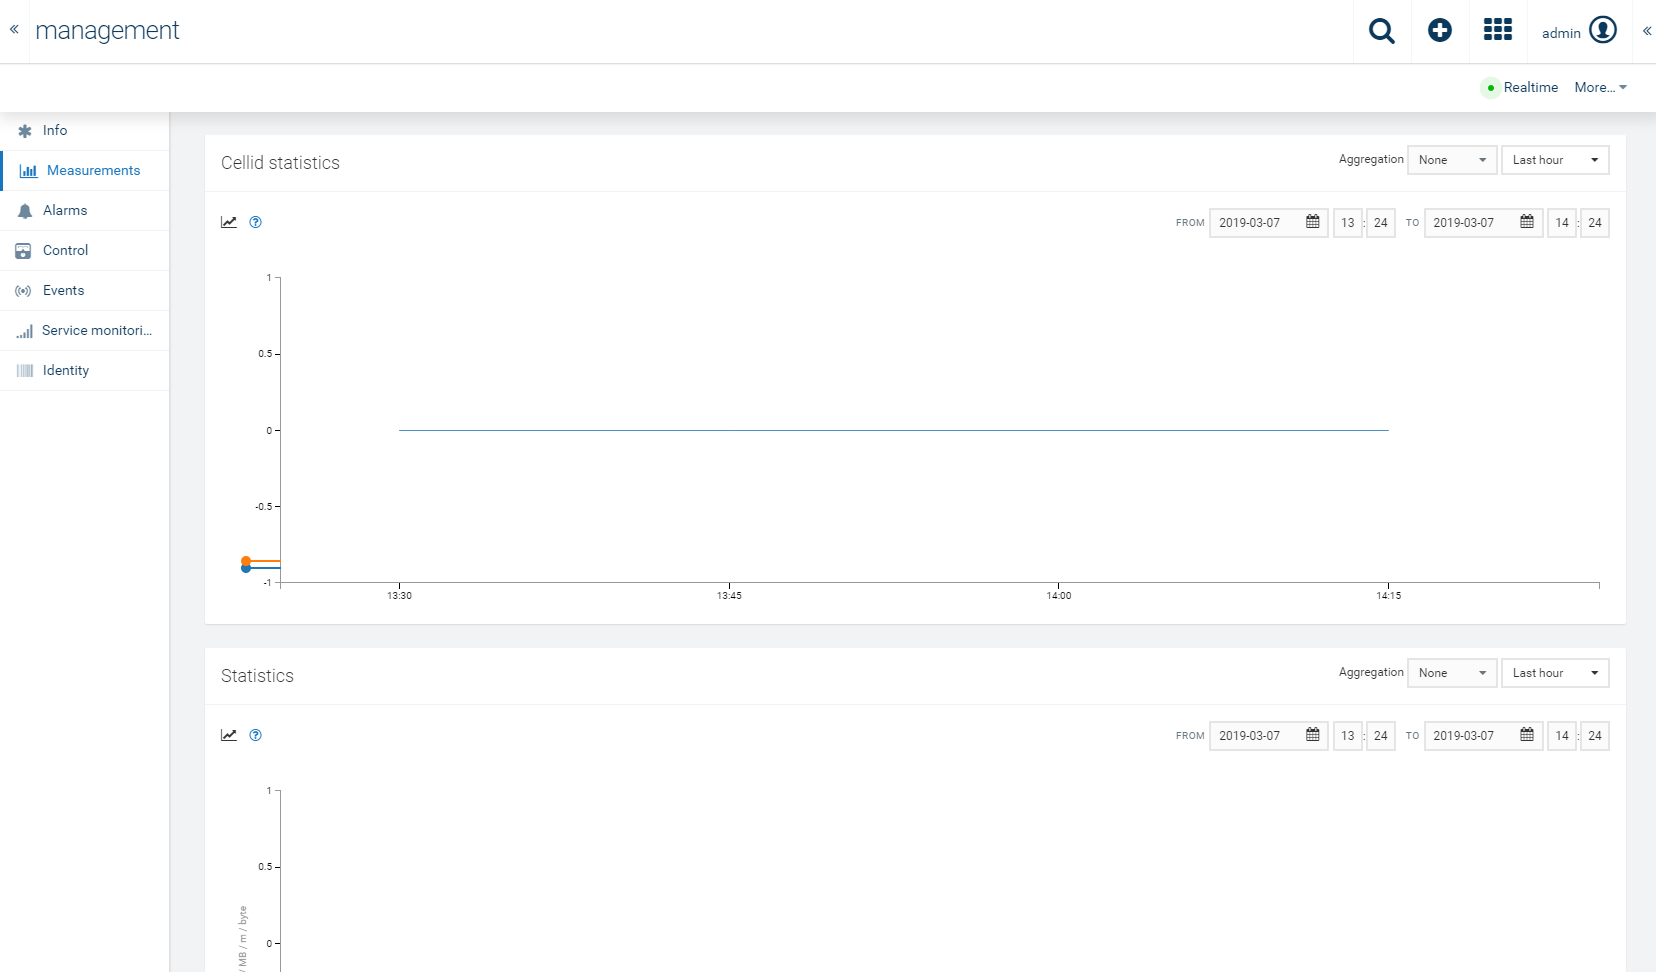 « management
admin «
Realtime More...
Info
Measurements
Alarms
Control
Events
Service monitori...
Identity
Cellid statistics
Aggregation None Last hour
FROM 2019-03-07 13 : 24 TO 2019-03-07 14 : 24
1
0.5
0
-0.5
-1
13:30 13:45 14:00 14:15
Statistics
Aggregation None Last hour
FROM 2019-03-07 13 : 24 TO 2019-03-07 14 : 24
1
0.5
0
/ MB / m / byte